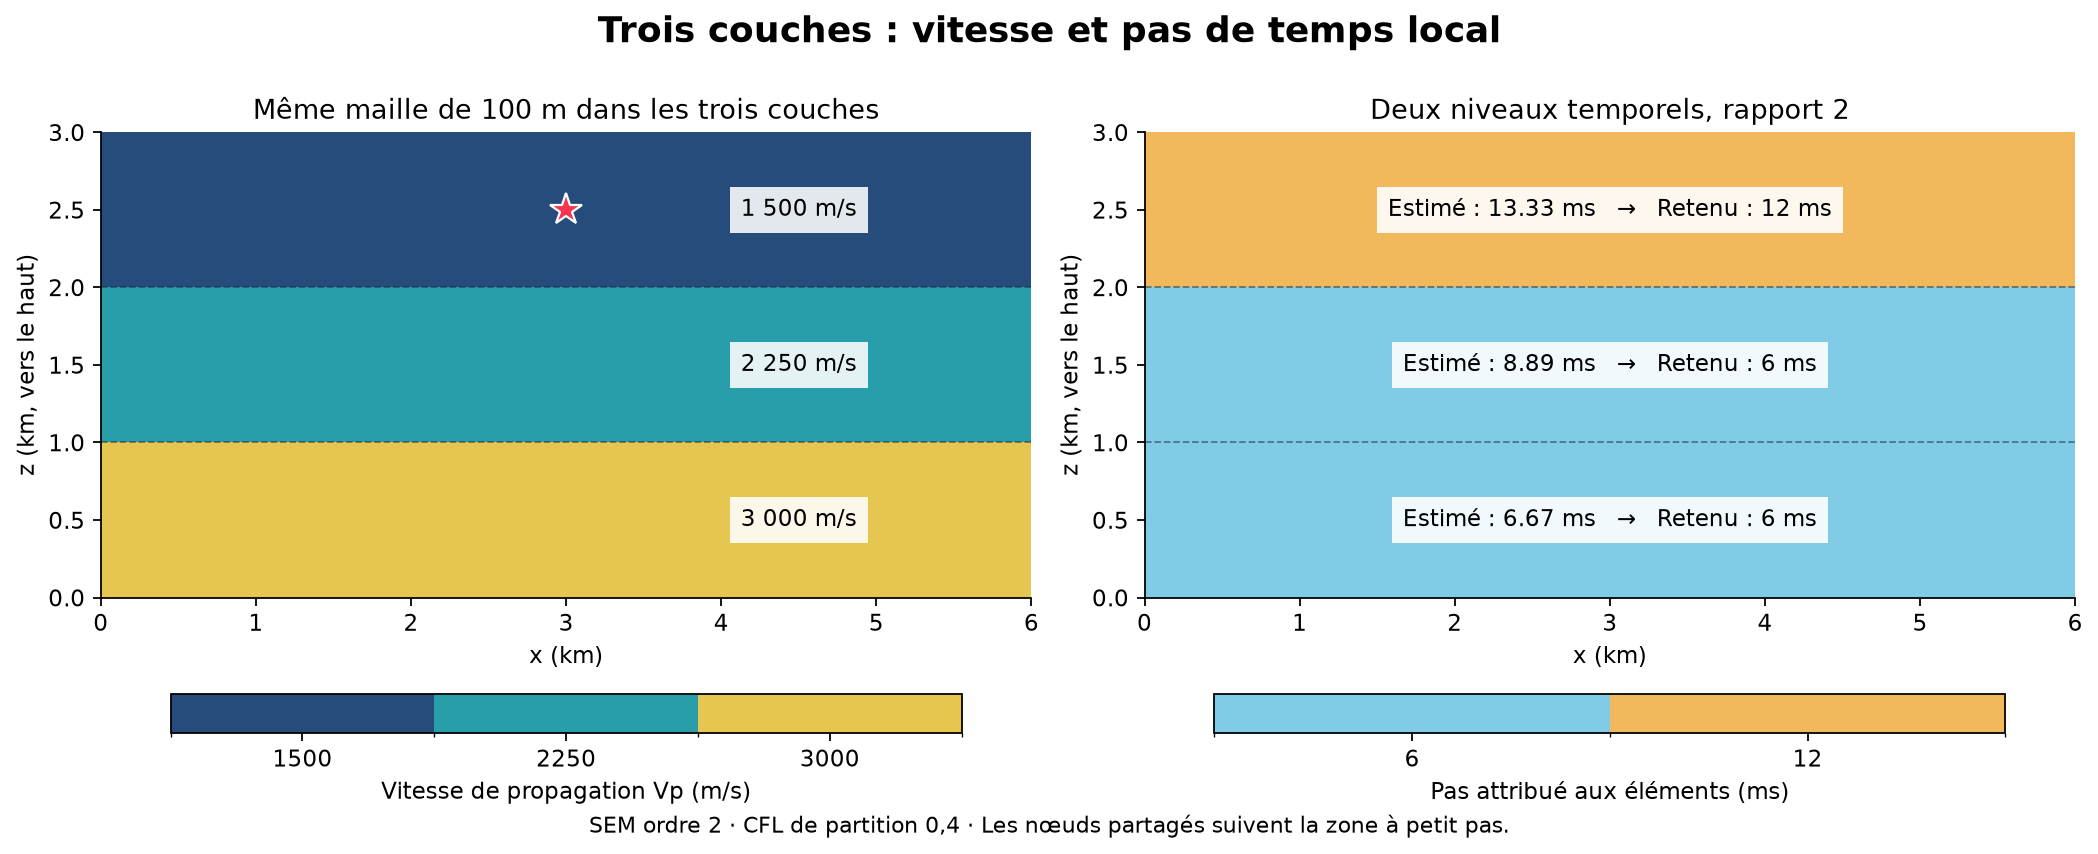 Trois couches : vitesse et pas de temps local
Même maille de 100 m dans les trois couches
3.0
2.5
2.0
1.5
1.0
0.5
0.0
z (km, vers le haut)
1 500 m/s
2 250 m/s
3 000 m/s
0 1 2 3 4 5 6
x (km)
1500 2250 3000
Vitesse de propagation Vp (m/s)
Deux niveaux temporels, rapport 2
3.0
2.5
2.0
1.5
1.0
0.5
0.0
z (km, vers le haut)
Estimé : 13.33 ms → Retenu : 12 ms
Estimé : 8.89 ms → Retenu : 6 ms
Estimé : 6.67 ms → Retenu : 6 ms
0 1 2 3 4 5 6
x (km)
6 12
Pas attribué aux éléments (ms)
SEM ordre 2 · CFL de partition 0,4 · Les nœuds partagés suivent la zone à petit pas.